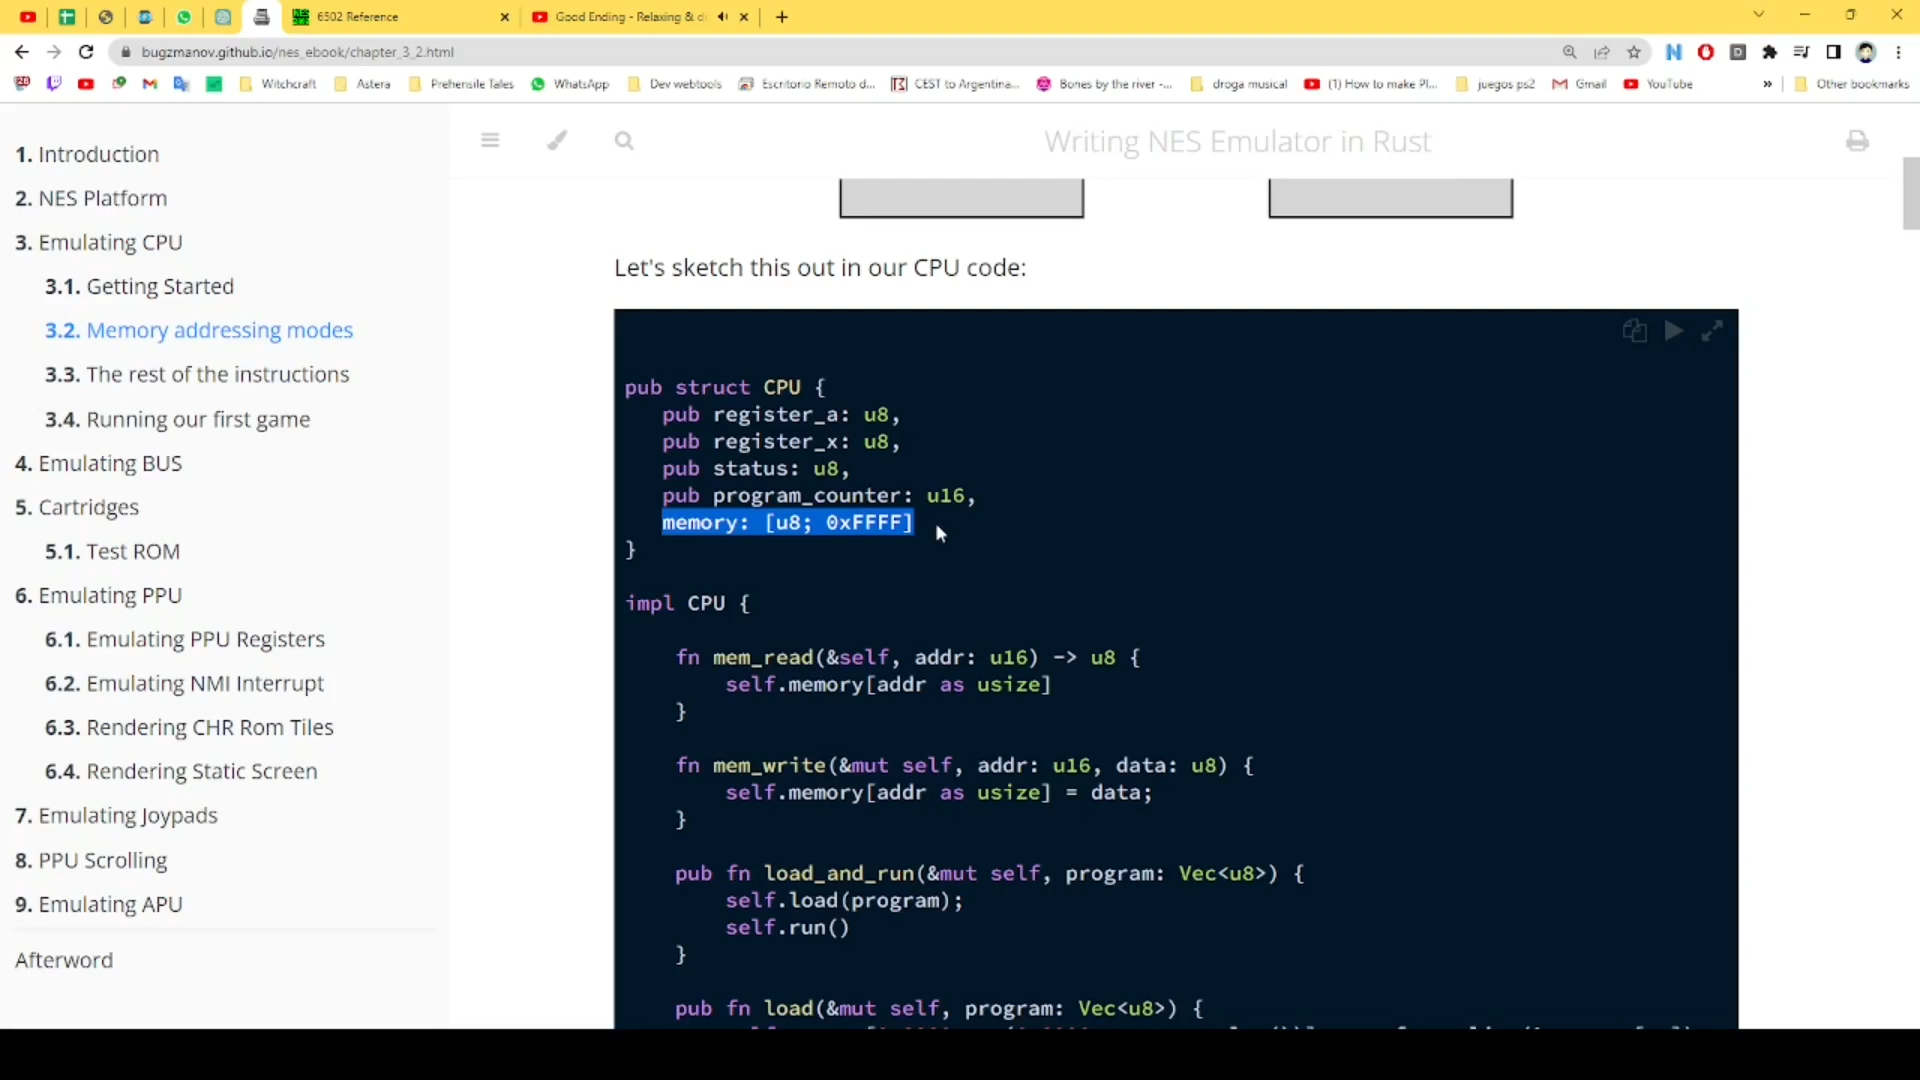 6502 Reference
Good Ending - Relaxing & d
bugzmanov.github.io/nes_ebook/chapter_3_2.html
Witchcraft
Astera
Prehensile Tales
WhatsApp
Dev webtools
Escritorio Remoto d...
CEST to Argentina...
Bones by the river -...
droga musical
(1) How to make Pl...
juegos ps2
Gmail
YouTube
»
Other bookmarks
1. Introduction
2. NES Platform
3. Emulating CPU
3.1. Getting Started
3.2. Memory addressing modes
3.3. The rest of the instructions
3.4. Running our first game
4. Emulating BUS
5. Cartridges
5.1. Test ROM
6. Emulating PPU
6.1. Emulating PPU Registers
6.2. Emulating NMI Interrupt
6.3. Rendering CHR Rom Tiles
6.4. Rendering Static Screen
7. Emulating Joypads
8. PPU Scrolling
9. Emulating APU
Afterword
Writing NES Emulator in Rust
Let's sketch this out in our CPU code:
pub struct CPU {
pub register_a: u8,
pub register_x: u8,
pub status: u8,
pub program_counter: u16,
memory: [u8; 0xFFFF]
}
impl CPU {
fn mem_read(&self, addr: u16) -> u8 {
self.memory[addr as usize]
}
fn mem_write(&mut self, addr: u16, data: u8) {
self.memory[addr as usize] = data;
}
pub fn load_and_run(&mut self, program: Vec<u8>) {
self.load(program);
self.run()
}
pub fn load(&mut self, program: Vec<u8>) {